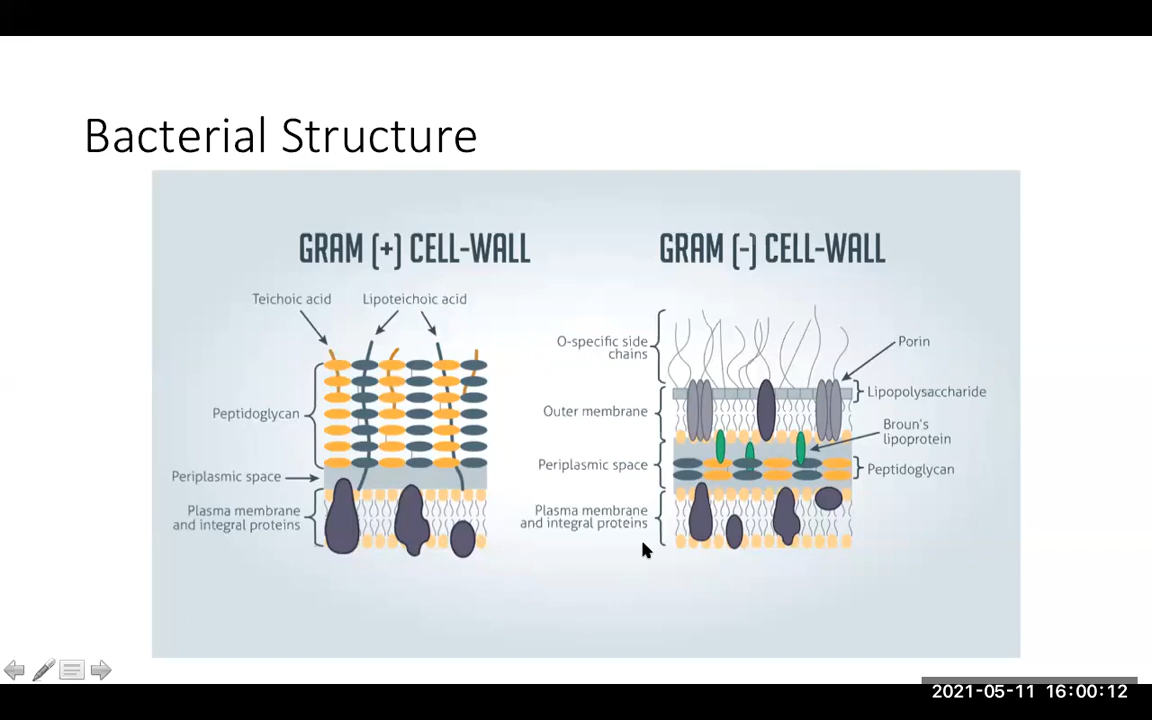 Bacterial Structure
GRAM (+) CELL-WALL
Teichoic acid
Lipoteichoic acid
Peptidoglycan
Periplasmic space
Plasma membrane
and integral proteins
GRAM (-) CELL-WALL
O-specific side
chains
Outer membrane
Periplasmic space
Plasma membrane
and integral proteins
Porin
Lipopolysaccharide
Broun's
lipoprotein
Peptidoglycan
2021-05-11 16:00:12